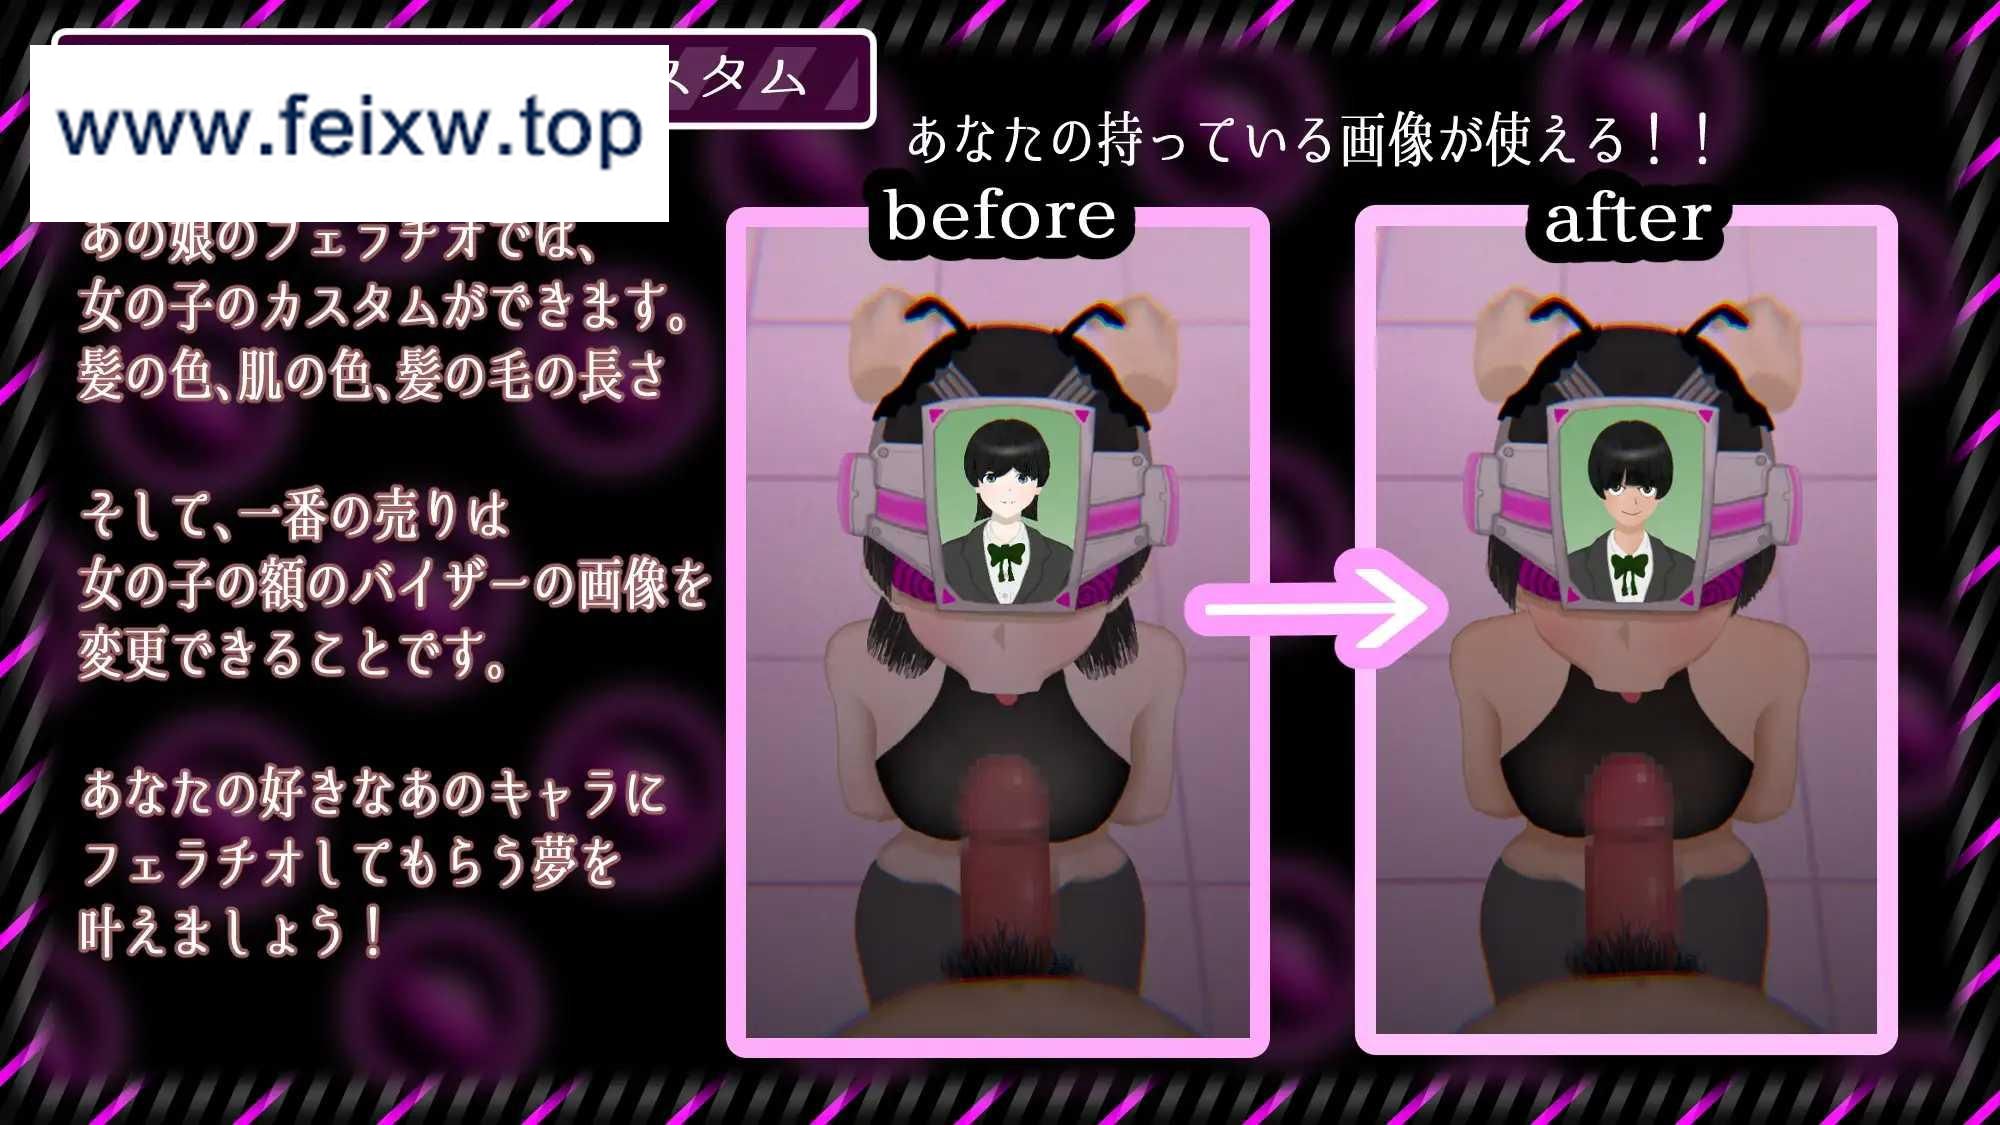 www.feixw.top
スタム
あの娘のフェラチオでは、
女の子のカスタムができます。
髪の色、肌の色、髪の毛の長さ
そして、一番の売りは
女の子の額のバイザーの画像を
変更できることです。
あなたの好きなあのキャラに
フェラチオしてもらう夢を
叶えましょう！
あなたの持っている画像が使える！！
before
after